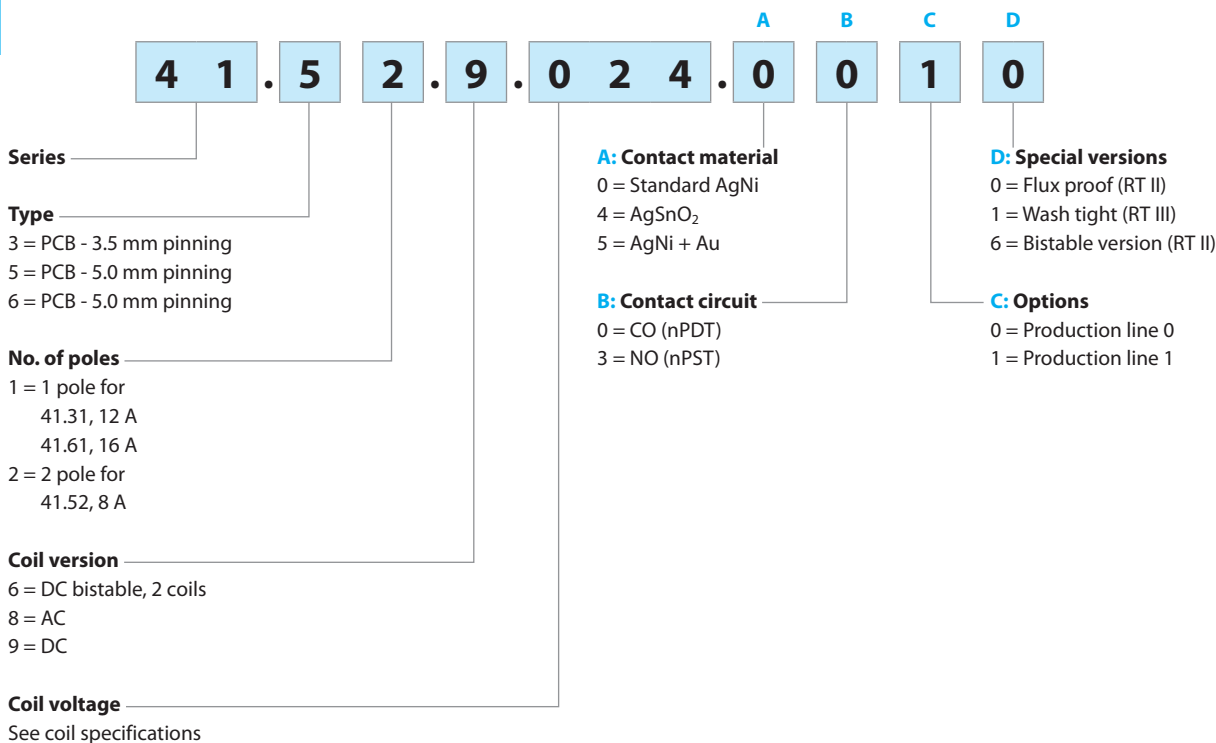 A B C D
4 1 . 5 2 . 9 . 0 2 4 . 0 0 1 0
Series
Type
3 = PCB - 3.5 mm pinning
5 = PCB - 5.0 mm pinning
6 = PCB - 5.0 mm pinning
No. of poles
1 = 1 pole for
41.31, 12 A
41.61, 16 A
2 = 2 pole for
41.52, 8 A
Coil version
6 = DC bistable, 2 coils
8 = AC
9 = DC
Coil voltage
See coil specifications
A: Contact material
0 = Standard AgNi
4 = AgSnO₂
5 = AgNi + Au
B: Contact circuit
0 = CO (nPDT)
3 = NO (nPST)
D: Special versions
0 = Flux proof (RT II)
1 = Wash tight (RT III)
6 = Bistable version (RT II)
C: Options
0 = Production line 0
1 = Production line 1